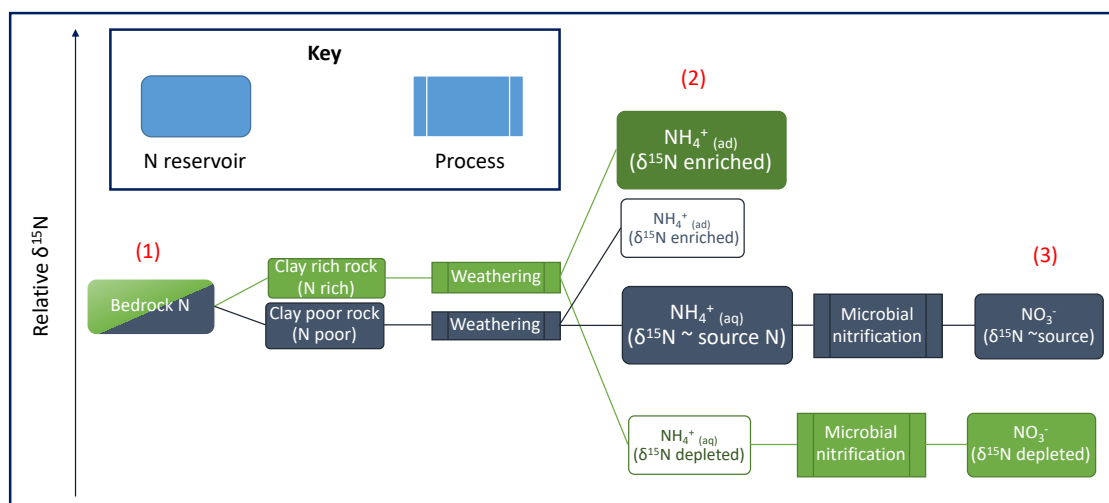 Key
N reservoir
Process
Relative δ¹⁵N
(1)
Bedrock N
Clay rich rock
(N rich)
Clay poor rock
(N poor)
Weathering
Weathering
(2)
NH₄⁺ (ad)
(δ¹⁵N enriched)
NH₄⁺ (ad)
(δ¹⁵N enriched)
NH₄⁺ (aq)
(δ¹⁵N ~ source N)
NH₄⁺ (aq)
(δ¹⁵N depleted)
Microbial
nitrification
Microbial
nitrification
(3)
NO₃⁻
(δ¹⁵N ~source)
NO₃⁻
(δ¹⁵N depleted)